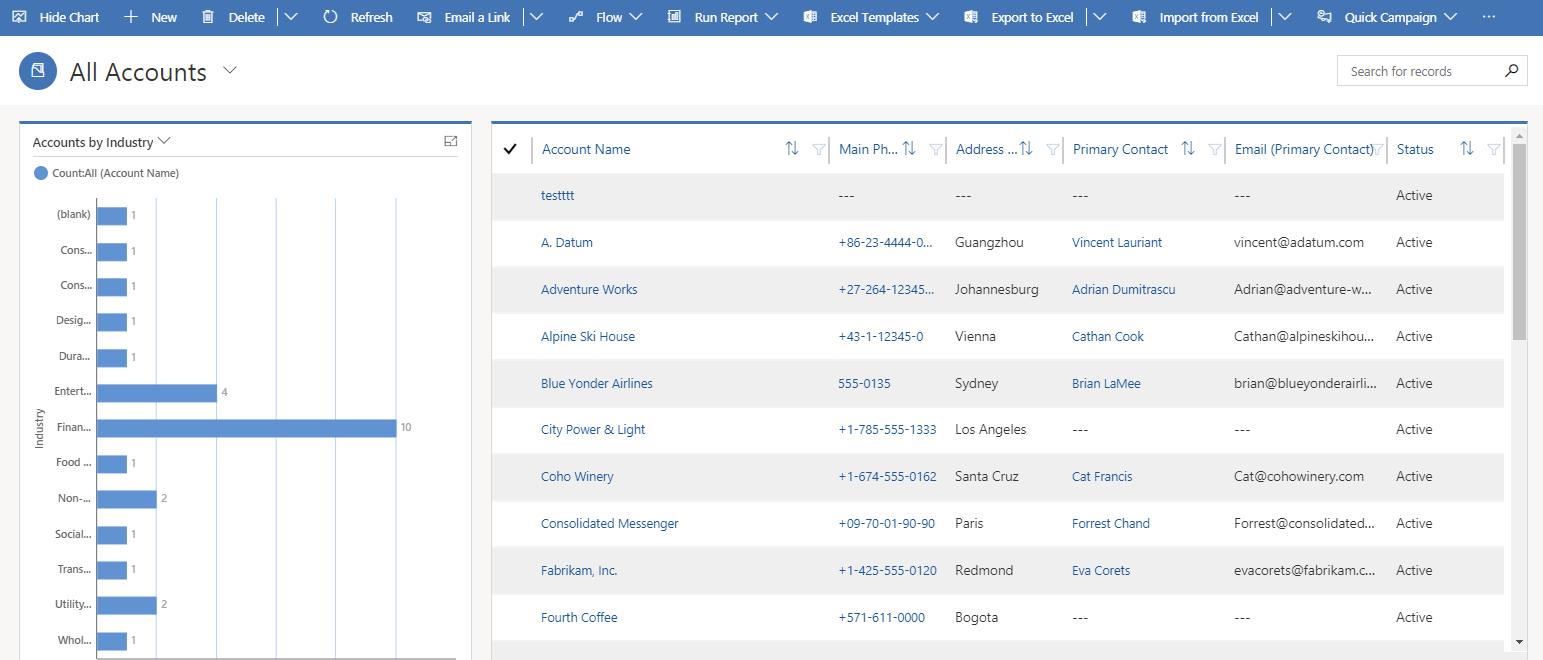 Hide Chart New Delete Refresh Email a Link Flow Run Report Excel Templates Export to Excel Import from Excel Quick Campaign ...
All Accounts
Search for records
Accounts by Industry
Count:All (Account Name)
(blank) 1
Cons... 1
Cons... 1
Desig... 1
Dura... 1
Entert... 4
Finan... 10
Food ... 1
Non-... 2
Social... 1
Trans... 1
Utility... 2
Whol... 1
Industry
Account Name Main Ph... Address ... Primary Contact Email (Primary Contact) Status
testttt --- --- --- --- Active
A. Datum +86-23-4444-0... Guangzhou Vincent Lauriant vincent@adatum.com Active
Adventure Works +27-264-12345... Johannesburg Adrian Dumitrascu Adrian@adventure-w... Active
Alpine Ski House +43-1-12345-0 Vienna Cathan Cook Cathan@alpineskihou... Active
Blue Yonder Airlines 555-0135 Sydney Brian LaMee brian@blueyonderairli... Active
City Power & Light +1-785-555-1333 Los Angeles --- --- Active
Coho Winery +1-674-555-0162 Santa Cruz Cat Francis Cat@cohowinery.com Active
Consolidated Messenger +09-70-01-90-90 Paris Forrest Chand Forrest@consolidated... Active
Fabrikam, Inc. +1-425-555-0120 Redmond Eva Corets evacorets@fabrikam.c... Active
Fourth Coffee +571-611-0000 Bogota --- --- Active